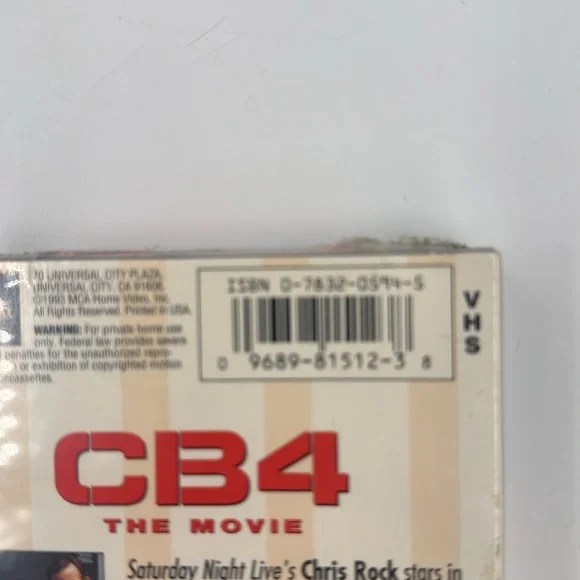 70 UNIVERSAL CITY PLAZA,
UNIVERSAL CITY, CA 91608.
©1993 MCA Home Video, Inc.
All Rights Reserved. Printed in USA.
WARNING: For private home use
only. Federal law provides severe
penalties for the unauthorized repro-
or exhibition of copyrighted motion
ISBN 0-7832-0594-5
0 9689-81512-3 8
VHS
CB4
THE MOVIE
Saturday Night Live's Chris Rock stars in